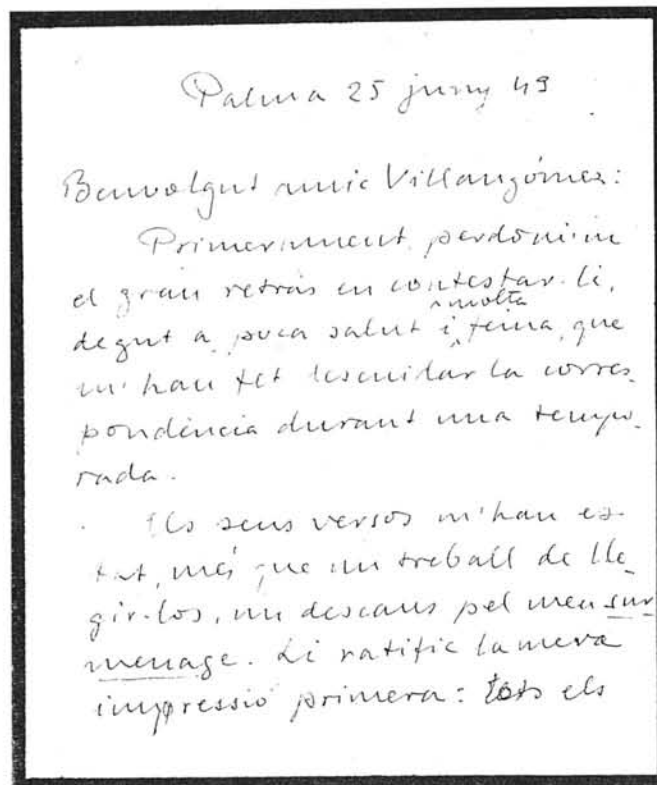 Palma 25 juny 49
Benvolgut amic Villangómez:
Primerament, perdoni'm
el gran retràs en contestar-li,
degut a poca salut i molta feina, que
m'han fet descuidar la corres-
pondència durant una tempo-
rada.
Els seus versos m'han es-
tat, més que un treball de lle-
gir-los, un descans pel meu sur-
menage. Li ratific la meva
impressió primera: tots els